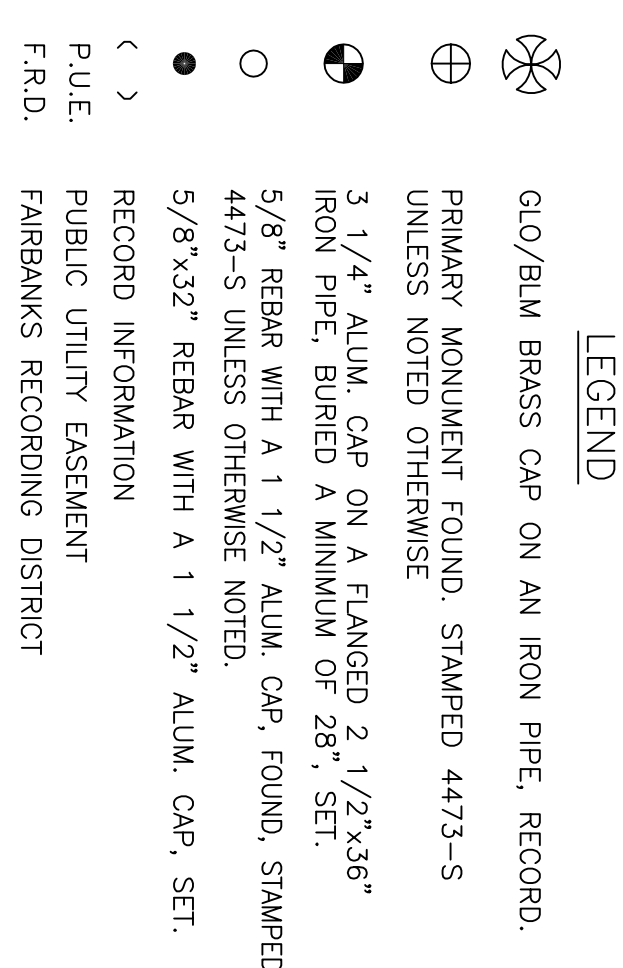 LEGEND
GLO/BLM BRASS CAP ON AN IRON PIPE, RECORD.
PRIMARY MONUMENT FOUND. STAMPED 4473-S
UNLESS NOTED OTHERWISE
3 1/4" ALUM. CAP ON A FLANGED 2 1/2"x36"
IRON PIPE, BURIED A MINIMUM OF 28", SET.
5/8" REBAR WITH A 1 1/2" ALUM. CAP, FOUND, STAMPED
4473-S UNLESS OTHERWISE NOTED.
5/8"x32" REBAR WITH A 1 1/2" ALUM. CAP, SET.
( ) RECORD INFORMATION
P.U.E. PUBLIC UTILITY EASEMENT
F.R.D. FAIRBANKS RECORDING DISTRICT